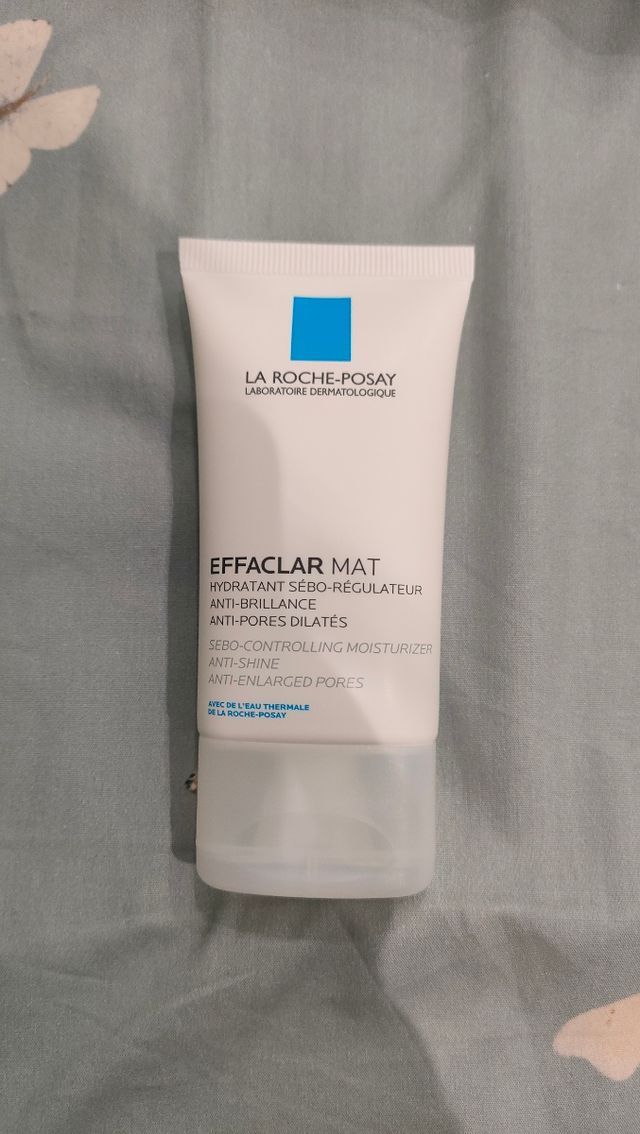 LA ROCHE-POSAY
LABORATOIRE DERMATOLOGIQUE
EFFACLAR MAT
HYDRATANT SÉBO-RÉGULATEUR
ANTI-BRILLANCE
ANTI-PORES DILATÉS
SEBO-CONTROLLING MOISTURIZER
ANTI-SHINE
ANTI-ENLARGED PORES
AVEC DE L'EAU THERMALE
DE LA ROCHE-POSAY